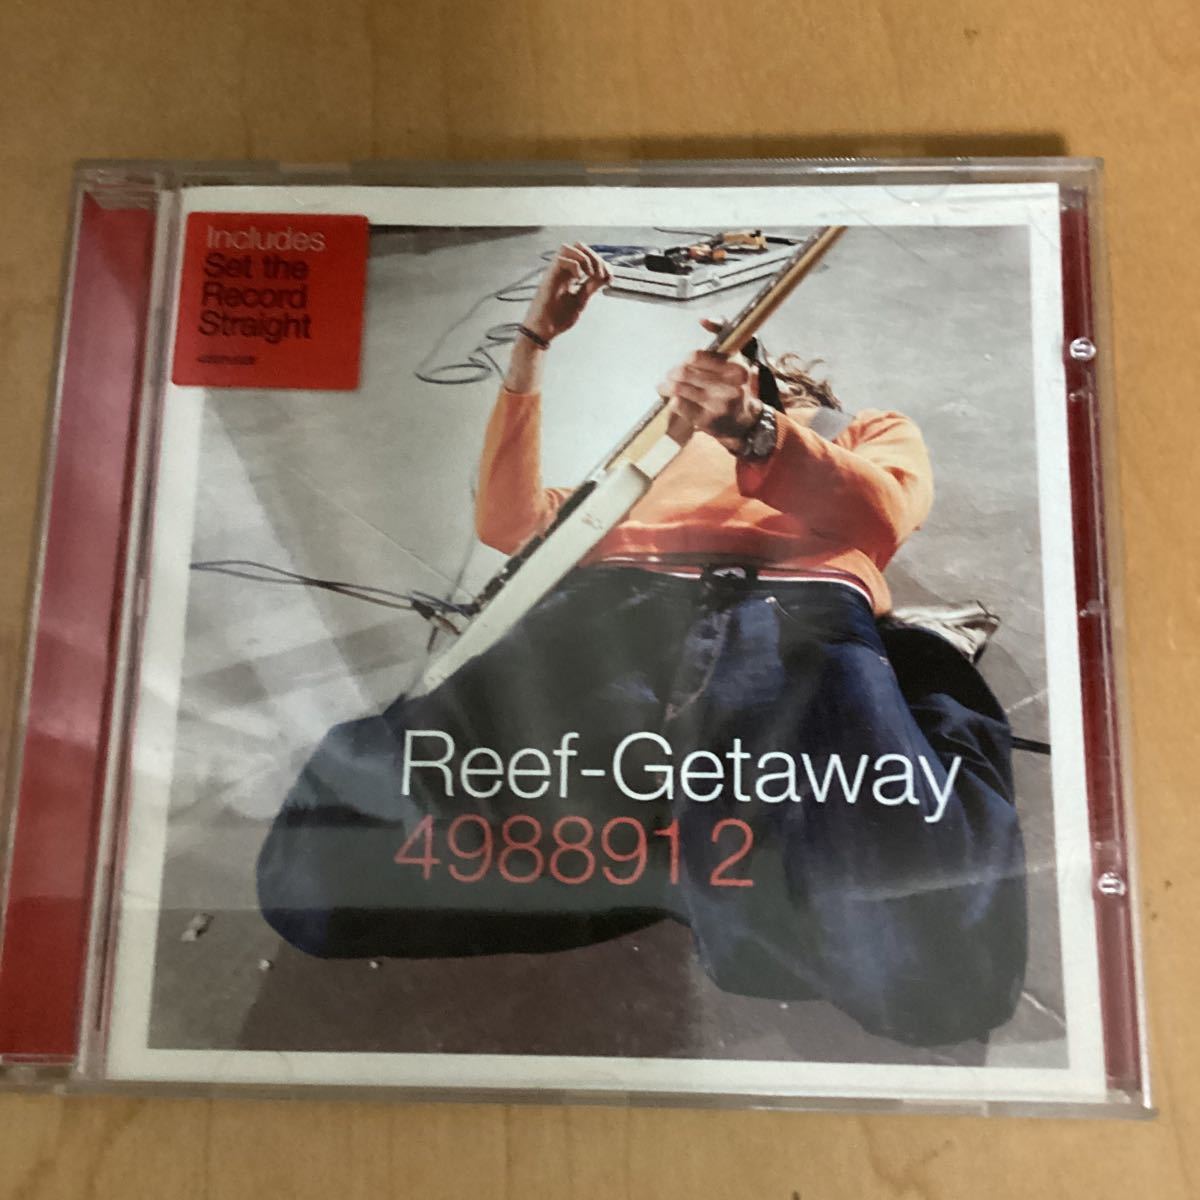 Includes
Set the
Record
Straight
Reef-Getaway
498891 2